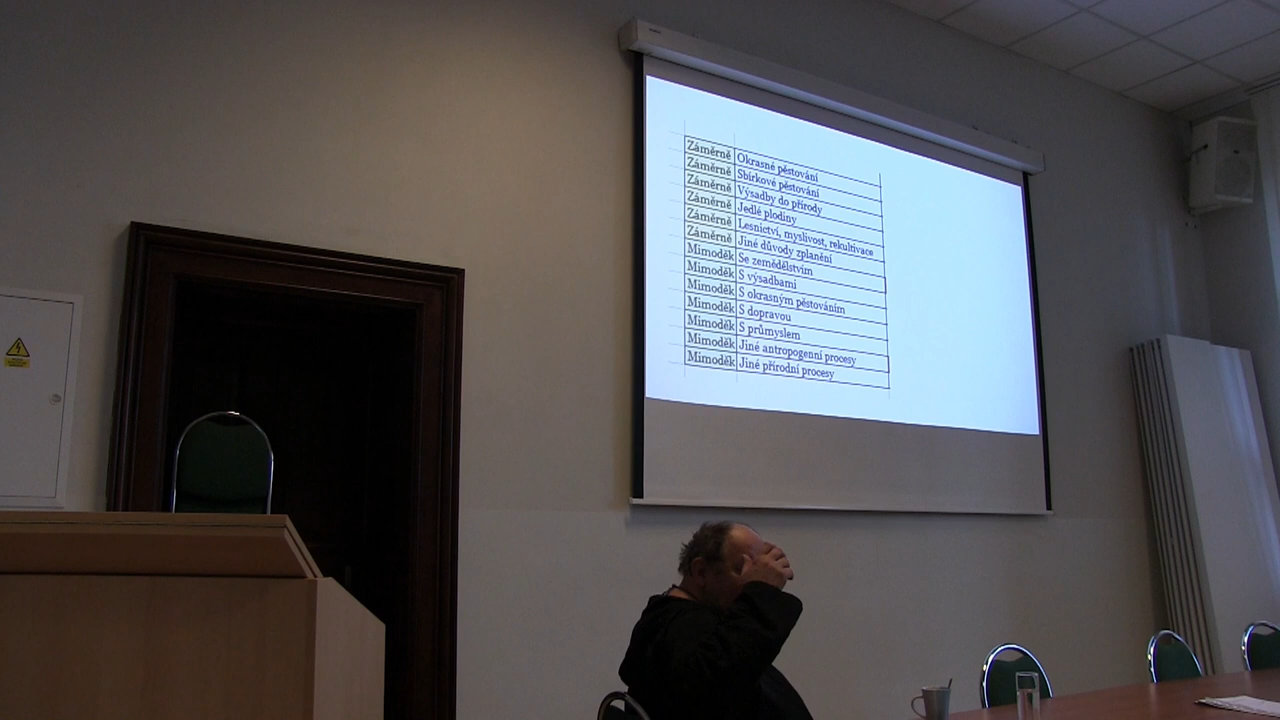 Záměrně Okrasné pěstování
Záměrně Sbírkové pěstování
Záměrně Výsadby do přírody
Záměrně Jedlé plodiny
Záměrně Lesnictví, myslivost, rekultivace
Záměrně Jiné důvody zplanění
Mimoděk Se zemědělstvím
Mimoděk S výsadbami
Mimoděk S okrasným pěstováním
Mimoděk S dopravou
Mimoděk S průmyslem
Mimoděk Jiné antropogenní procesy
Mimoděk Jiné přírodní procesy